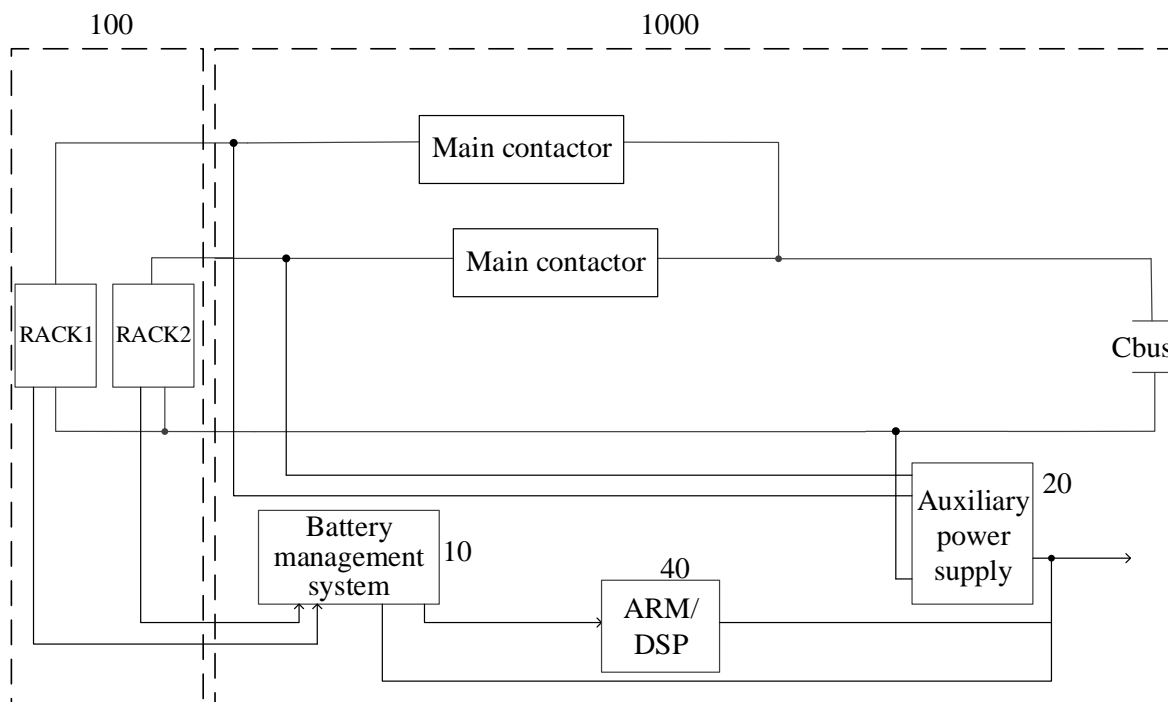 100
1000
Main contactor
Main contactor
RACK1
RACK2
Cbus
Auxiliary
power
supply
20
Battery
management
system
10
40
ARM/
DSP